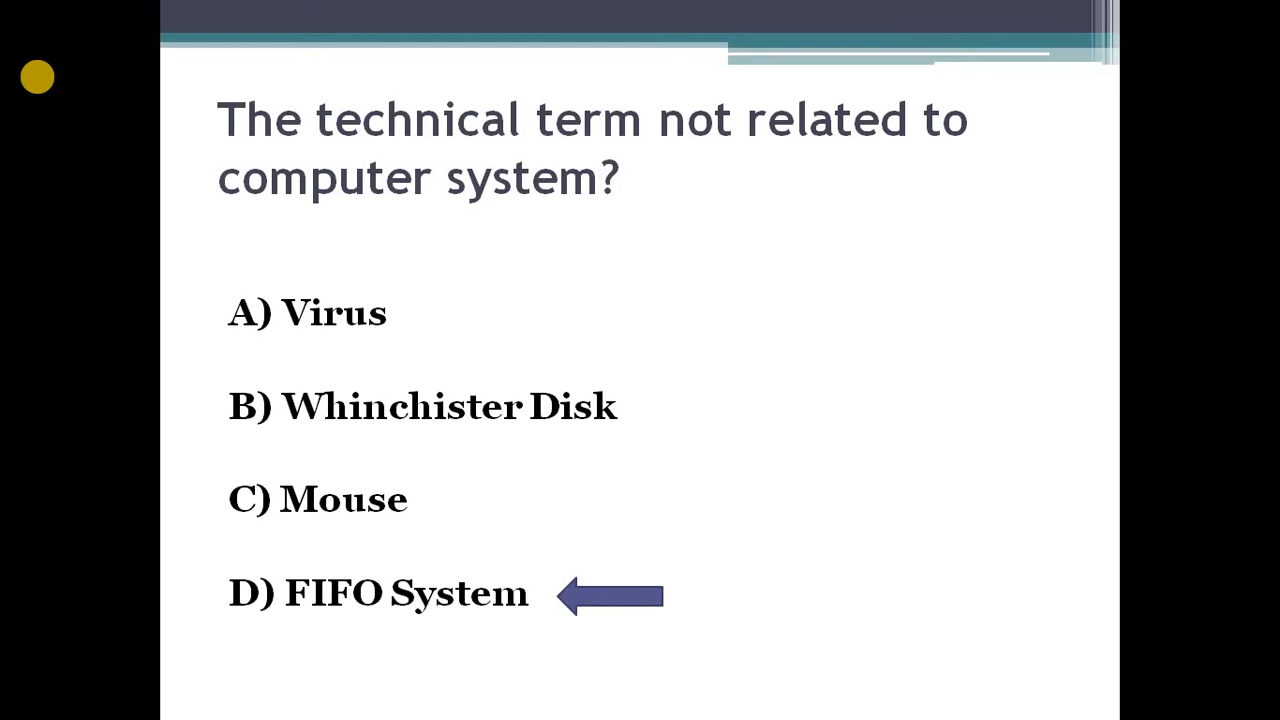 The technical term not related to
computer system?
A) Virus
B) Whinchister Disk
C) Mouse
D) FIFO System